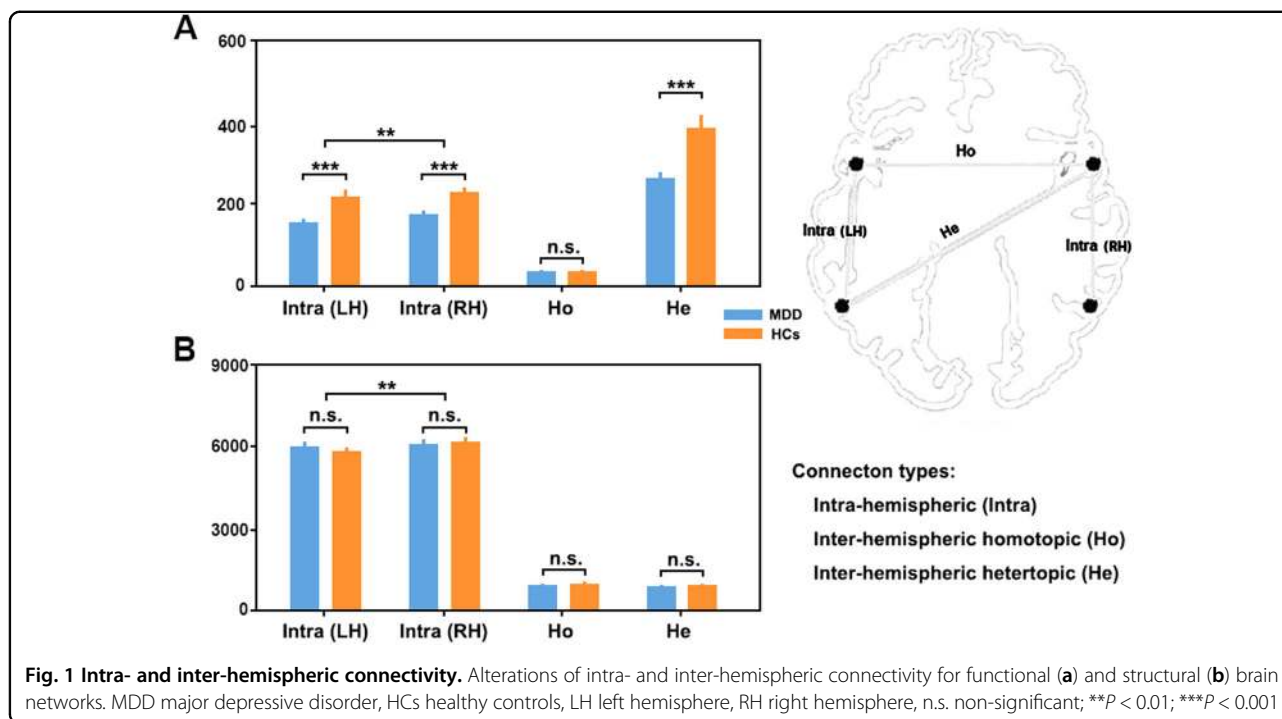 A
600
400
200
0
***
**
***
n.s.
***
Intra (LH)
Intra (RH)
Ho
He
MDD
HCs
B
9000
6000
3000
0
n.s.
**
n.s.
n.s.
n.s.
Intra (LH)
Intra (RH)
Ho
He
Ho
Intra (LH)
He
Intra (RH)
Connecton types:
Intra-hemispheric (Intra)
Inter-hemispheric homotopic (Ho)
Inter-hemispheric hetertopic (He)
Fig. 1 Intra- and inter-hemispheric connectivity. Alterations of intra- and inter-hemispheric connectivity for functional (a) and structural (b) brain
networks. MDD major depressive disorder, HCs healthy controls, LH left hemisphere, RH right hemisphere, n.s. non-significant; **P < 0.01; ***P < 0.001